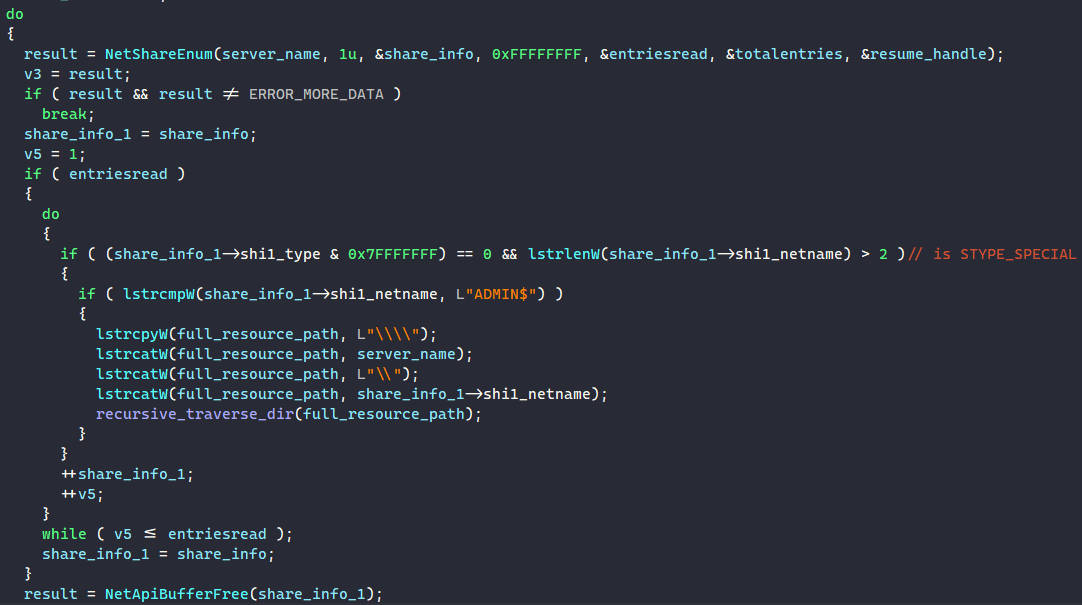 do
{
result = NetShareEnum(server_name, 1u, &share_info, 0xFFFFFFFF, &entriesread, &totalentries, &resume_handle);
v3 = result;
if ( result && result ≠ ERROR_MORE_DATA )
break;
share_info_1 = share_info;
v5 = 1;
if ( entriesread )
{
do
{
if ( (share_info_1→shi1_type & 0x7FFFFFFF) == 0 && lstrlenW(share_info_1→shi1_netname) > 2 )// is STYPE_SPECIAL
{
if ( lstrcmpW(share_info_1→shi1_netname, L"ADMIN$") )
{
lstrcpyW(full_resource_path, L"\\\\");
lstrcatW(full_resource_path, server_name);
lstrcatW(full_resource_path, L"\\");
lstrcatW(full_resource_path, share_info_1→shi1_netname);
recursive_traverse_dir(full_resource_path);
}
}
++share_info_1;
++v5;
}
while ( v5 ≤ entriesread );
share_info_1 = share_info;
}
result = NetApiBufferFree(share_info_1);